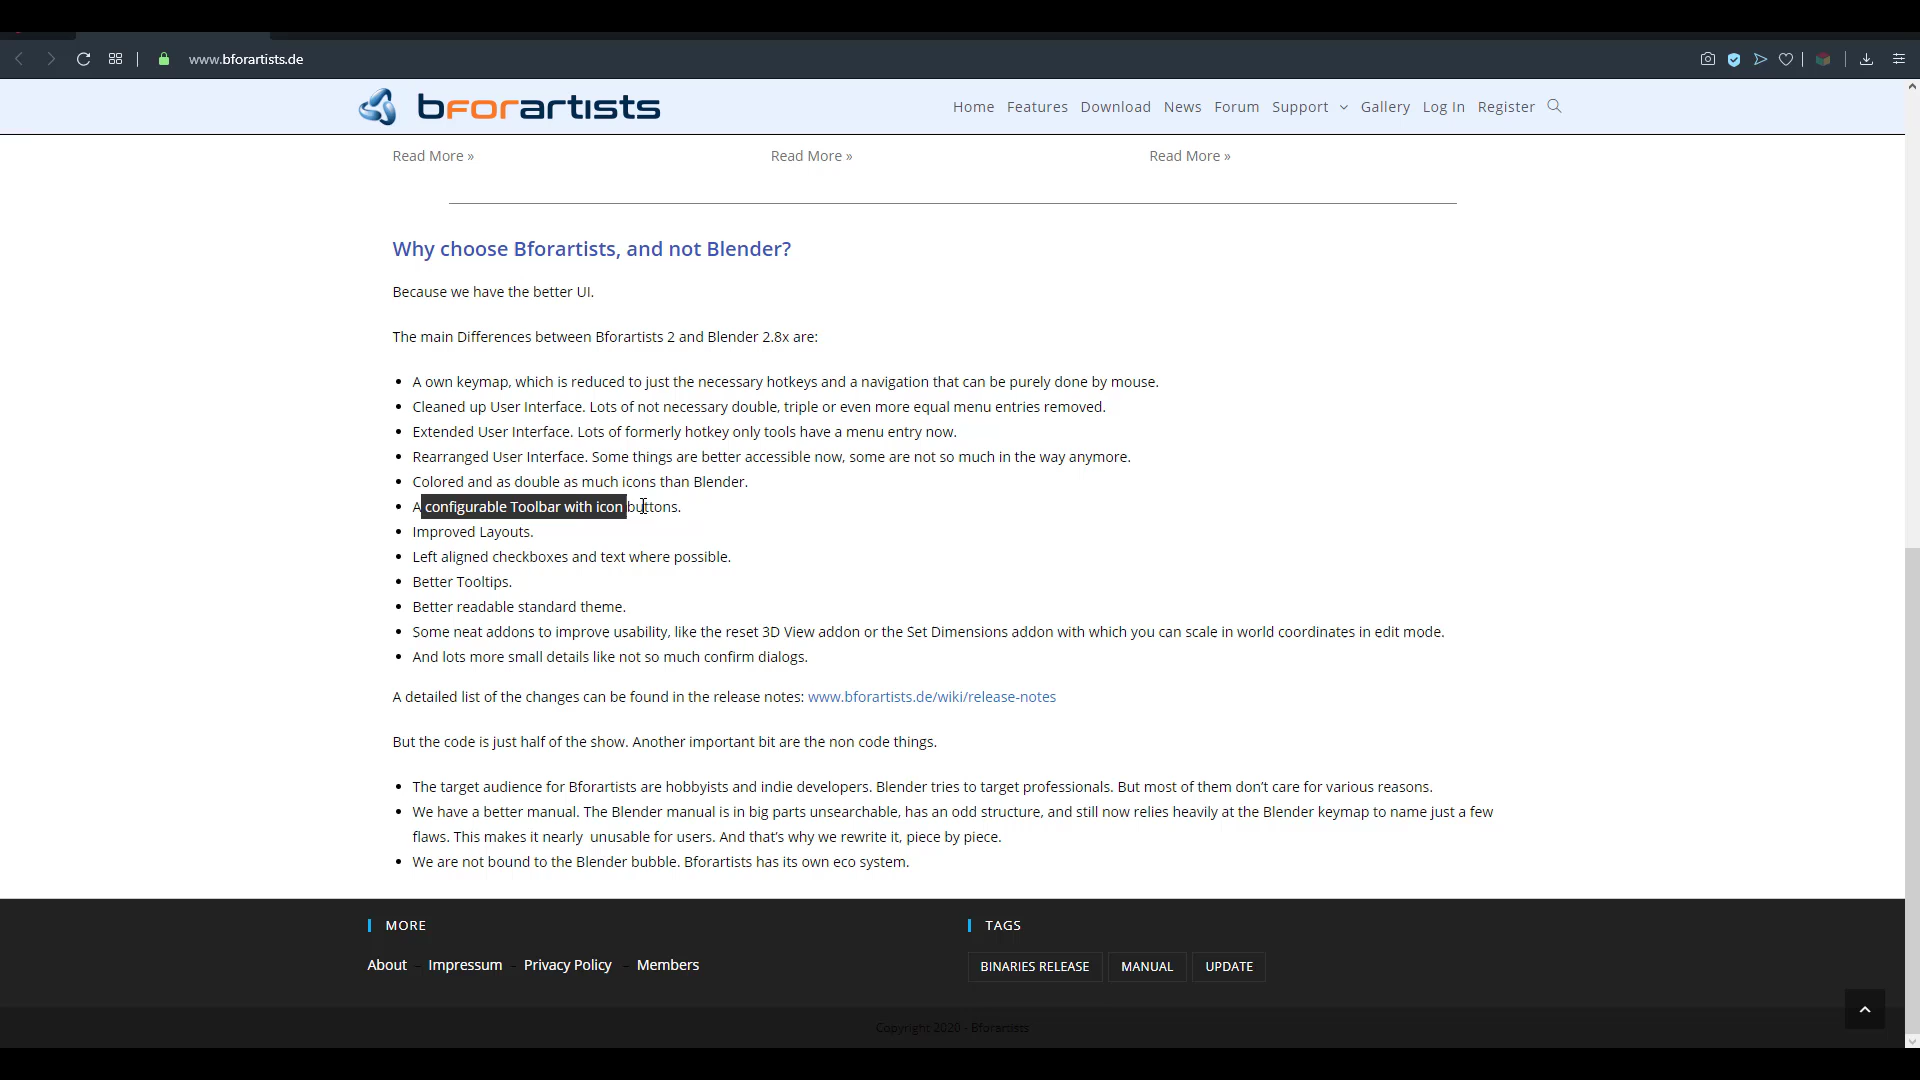 www.bforartists.de
bforartists
Home Features Download News Forum Support Gallery Log In Register
Read More » Read More » Read More »
Why choose Bforartists, and not Blender?
Because we have the better UI.
The main Differences between Bforartists 2 and Blender 2.8x are:
A own keymap, which is reduced to just the necessary hotkeys and a navigation that can be purely done by mouse.
Cleaned up User Interface. Lots of not necessary double, triple or even more equal menu entries removed.
Extended User Interface. Lots of formerly hotkey only tools have a menu entry now.
Rearranged User Interface. Some things are better accessible now, some are not so much in the way anymore.
Colored and as double as much icons than Blender.
A configurable Toolbar with icon buttons.
Improved Layouts.
Left aligned checkboxes and text where possible.
Better Tooltips.
Better readable standard theme.
Some neat addons to improve usability, like the reset 3D View addon or the Set Dimensions addon with which you can scale in world coordinates in edit mode.
And lots more small details like not so much confirm dialogs.
A detailed list of the changes can be found in the release notes: www.bforartists.de/wiki/release-notes
But the code is just half of the show. Another important bit are the non code things.
The target audience for Bforartists are hobbyists and indie developers. Blender tries to target professionals. But most of them don’t care for various reasons.
We have a better manual. The Blender manual is in big parts unsearchable, has an odd structure, and still now relies heavily at the Blender keymap to name just a few
flaws. This makes it nearly unusable for users. And that’s why we rewrite it, piece by piece.
We are not bound to the Blender bubble. Bforartists has its own eco system.
MORE TAGS
About – Impressum – Privacy Policy – Members
BINARIES RELEASE MANUAL UPDATE
Copyright 2020 - Bforartists